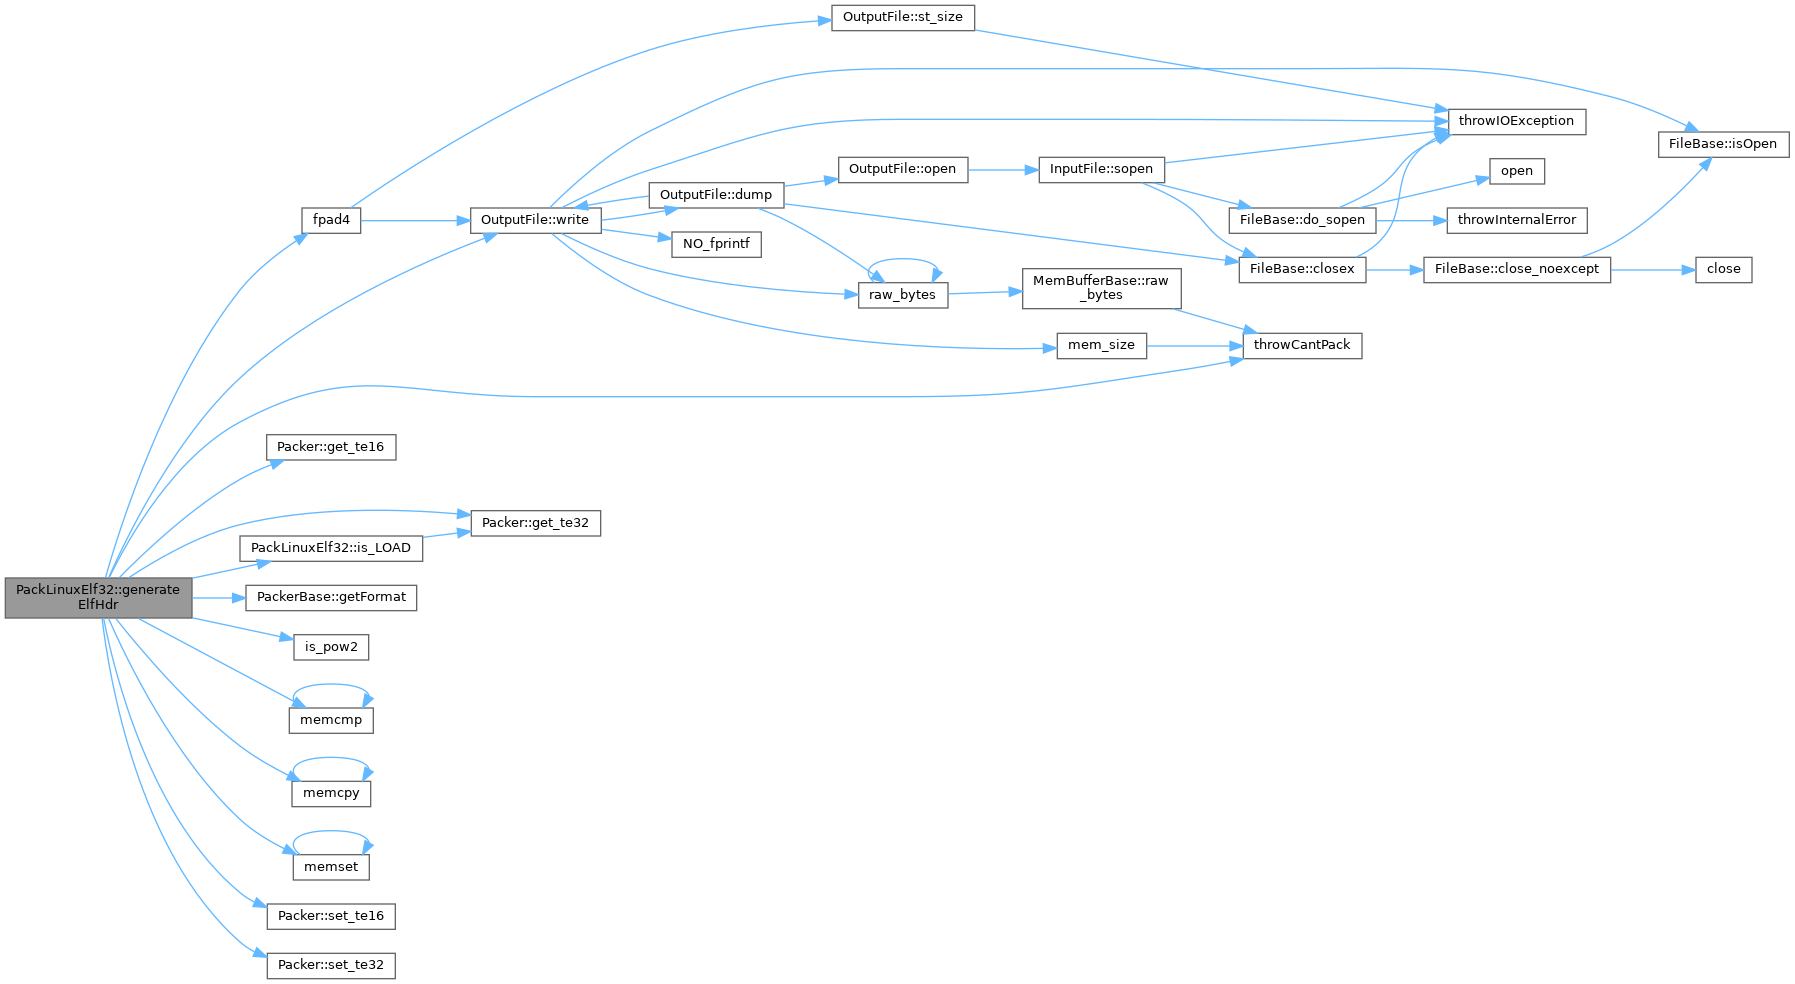 OutputFile::st_size
throwIOException
FileBase::isOpen
OutputFile::open
InputFile::sopen
open
OutputFile::dump
fpad4
OutputFile::write
FileBase::do_sopen
throwInternalError
NO_fprintf
FileBase::closex
FileBase::close_noexcept
close
raw_bytes
MemBufferBase::raw
_bytes
mem_size
throwCantPack
Packer::get_te16
Packer::get_te32
PackLinuxElf32::is_LOAD
PackLinuxElf32::generate
ElfHdr
PackerBase::getFormat
is_pow2
memcmp
memcpy
memset
Packer::set_te16
Packer::set_te32